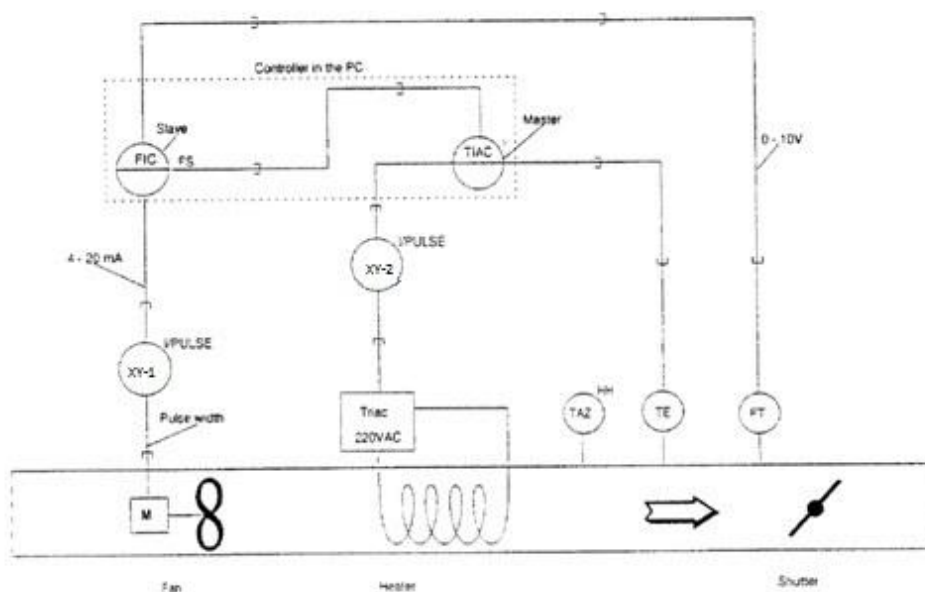 Controller in the PC
Slave
Master
FIC
FS
TIAC
0 - 10V
I/PULSE
4 - 20 mA
XY-2
I/PULSE
XY-1
HH
Triac
220VAC
TAZ
TE
FT
Pulse width
M
Fan
Heater
Shutter